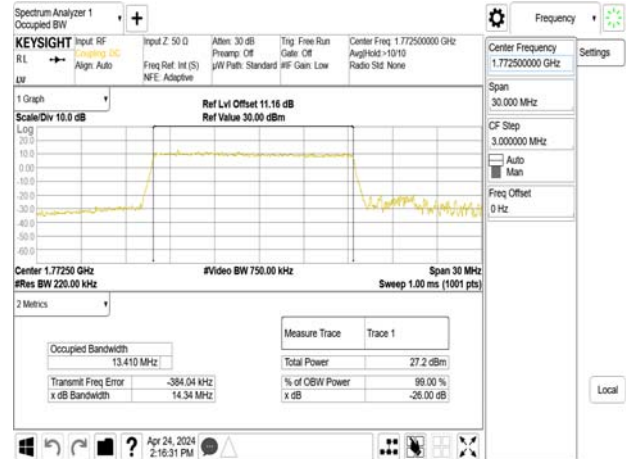 Spectrum Analyzer 1
Occupied BW
Frequency
KEYSIGHT
Input: RF
Coupling: DC
Align: Auto
Input Z: 50 Ω
Freq Ref: Int (S)
NFE: Adaptive
Atten: 30 dB
Preamp: Off
µW Path: Standard
Trig: Free Run
Gate: Off
#IF Gain: Low
Center Freq: 1.772500000 GHz
Avg|Hold:>10/10
Radio Std: None
RL
Center Frequency
1.772500000 GHz
Settings
Span
30.000 MHz
CF Step
3.000000 MHz
Auto
Man
Freq Offset
0 Hz
Local
1 Graph
Scale/Div 10.0 dB
Ref Lvl Offset 11.16 dB
Ref Value 30.00 dBm
Log
20.0
10.0
0.00
-10.0
-20.0
-30.0
-40.0
-50.0
-60.0
Center 1.77250 GHz
#Video BW 750.00 kHz
Span 30 MHz
#Res BW 220.00 kHz
Sweep 1.00 ms (1001 pts)
2 Metrics
Measure Trace
Trace 1
Occupied Bandwidth
13.410 MHz
Total Power
27.2 dBm
Transmit Freq Error
-384.04 kHz
% of OBW Power
99.00 %
x dB Bandwidth
14.34 MHz
x dB
-26.00 dB
Apr 24, 2024
2:16:31 PM